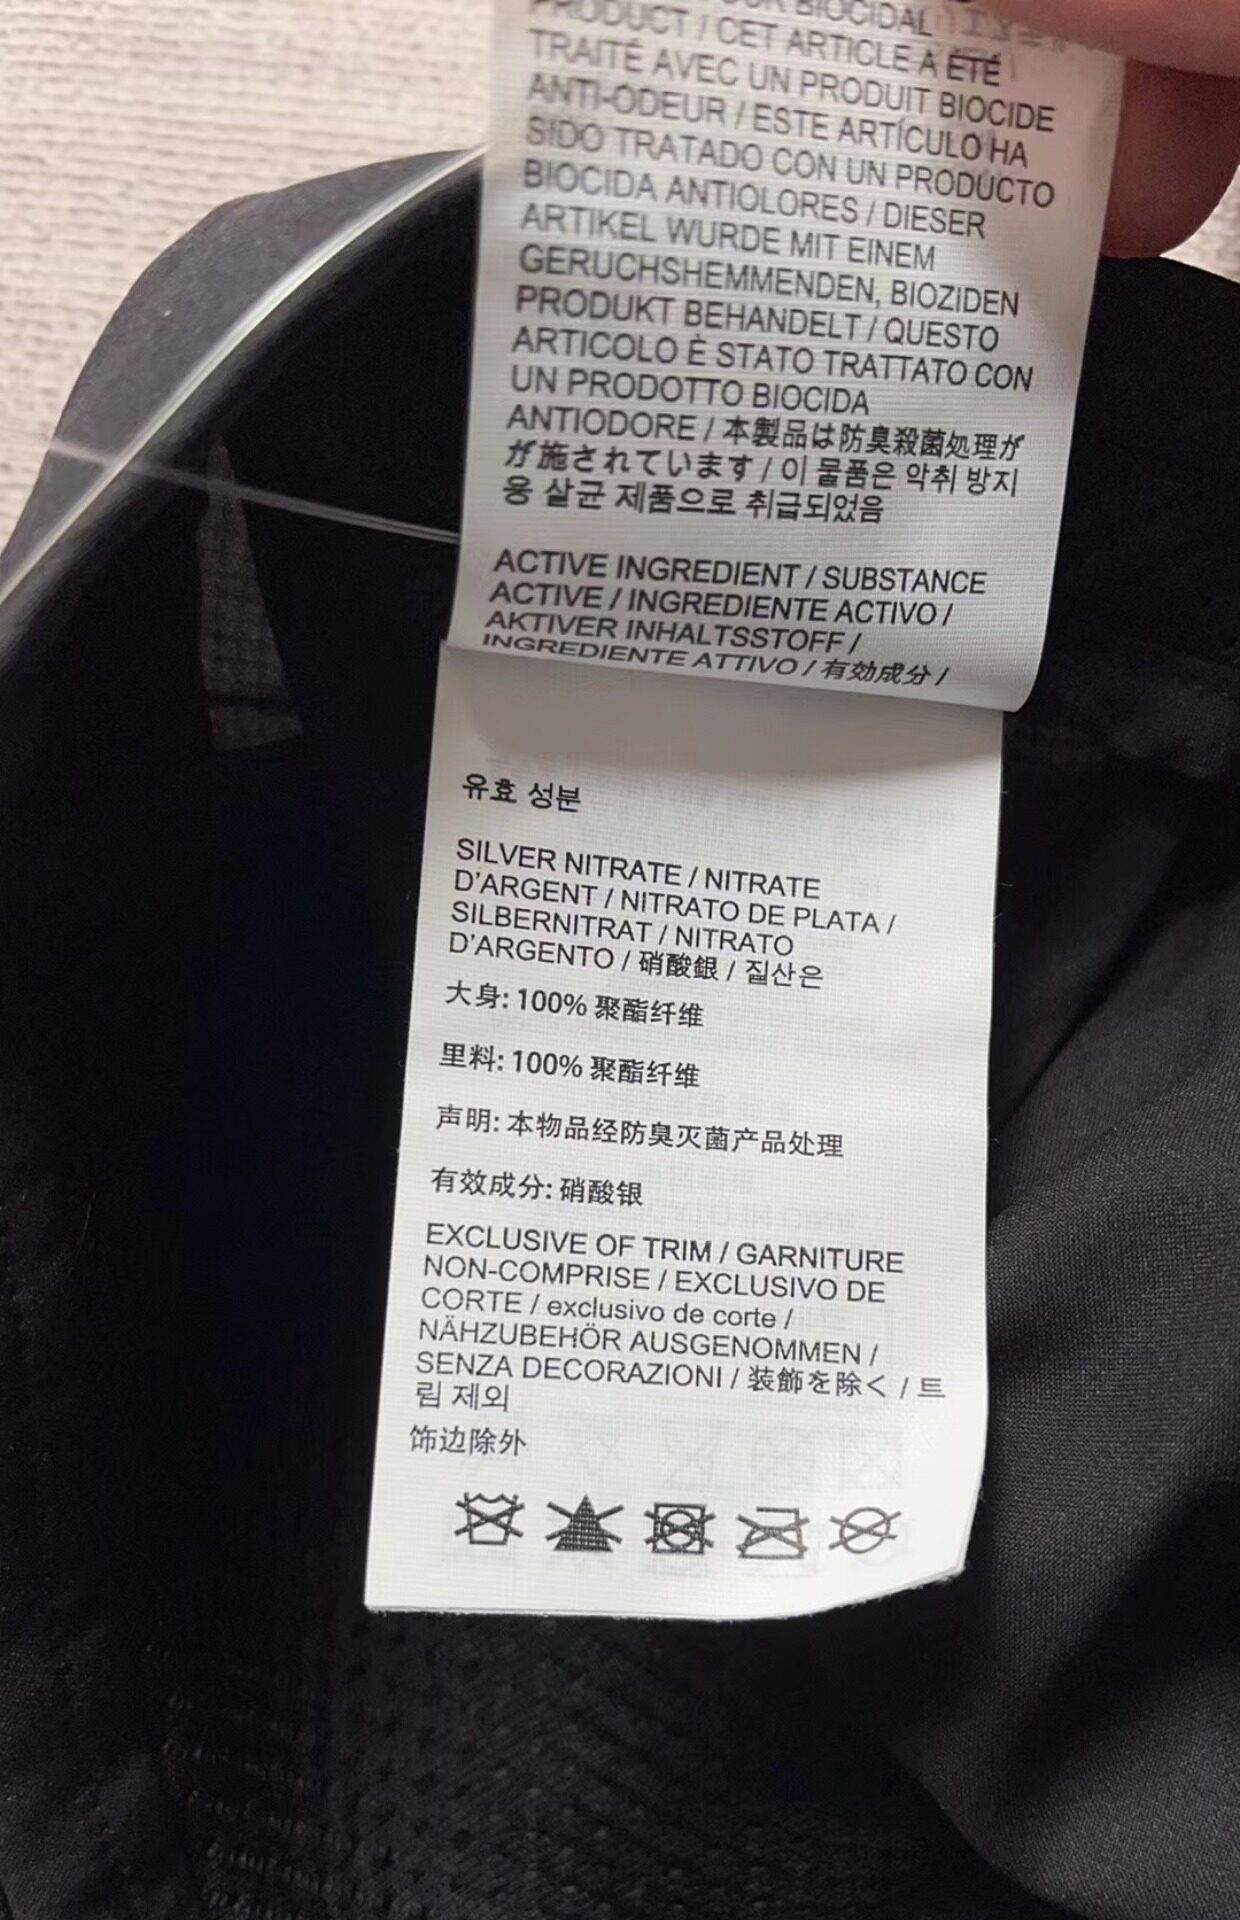 BIOCIDAL
PRODUCT / CET ARTICLE A ÉTÉ
TRAITÉ AVEC UN PRODUIT BIOCIDE
ANTI-ODEUR / ESTE ARTÍCULO HA
SIDO TRATADO CON UN PRODUCTO
BIOCIDA ANTIOLORES / DIESER
ARTIKEL WURDE MIT EINEM
GERUCHSHEMMENDEN, BIOZIDEN
PRODUKT BEHANDELT / QUESTO
ARTICOLO È STATO TRATTATO CON
UN PRODOTTO BIOCIDA
ANTIODORE / 本製品は防臭殺菌処理が
が施されています / 이 물품은 악취 방지
용 살균 제품으로 취급되었음
ACTIVE INGREDIENT / SUBSTANCE
ACTIVE / INGREDIENTE ACTIVO /
AKTIVER INHALTSSTOFF /
INGREDIENTE ATTIVO / 有効成分 /
유효 성분
SILVER NITRATE / NITRATE
D'ARGENT / NITRATO DE PLATA /
SILBERNITRAT / NITRATO
D'ARGENTO / 硝酸銀 / 질산은
大身: 100% 聚酯纤维
里料: 100% 聚酯纤维
声明: 本物品经防臭灭菌产品处理
有效成分: 硝酸银
EXCLUSIVE OF TRIM / GARNITURE
NON-COMPRISE / EXCLUSIVO DE
CORTE / exclusivo de corte /
NÄHZUBEHÖR AUSGENOMMEN /
SENZA DECORAZIONI / 装飾を除く / 트
림 제외
饰边除外